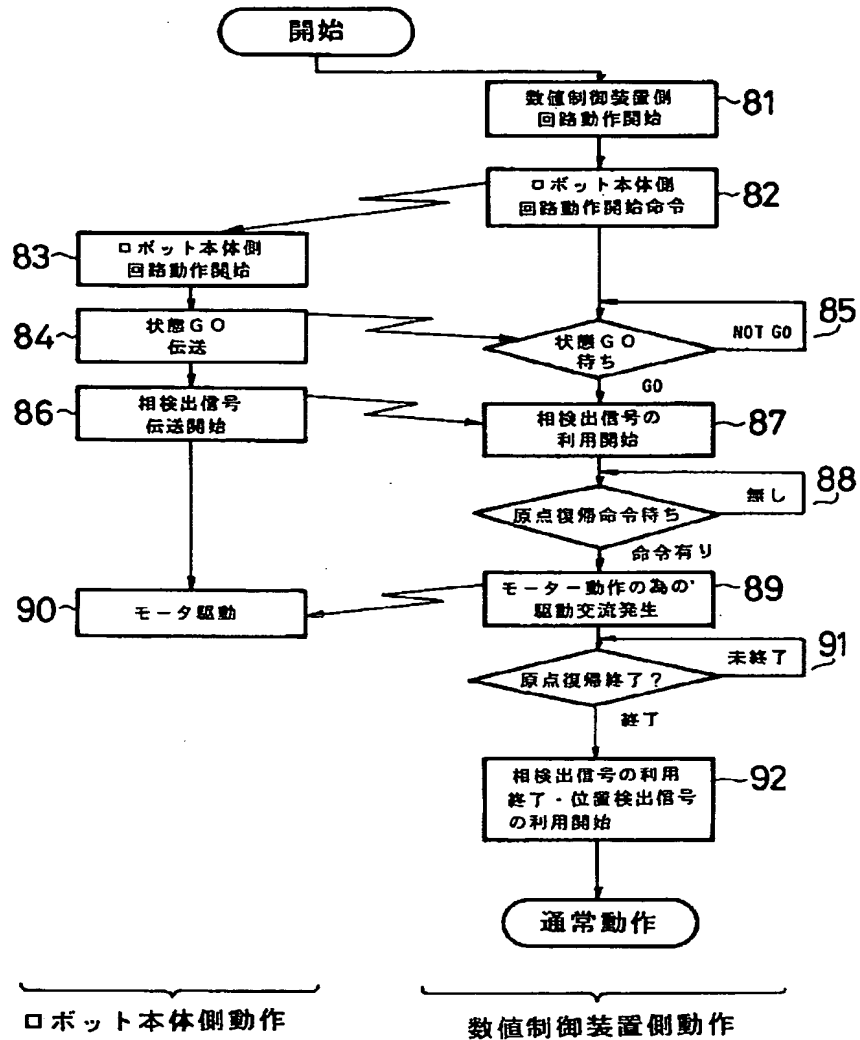 開始
数値制御装置側
回路動作開始
81
ロボット本体側
回路動作開始命令
82
83
ロボット本体側
回路動作開始
84
状態GO
伝送
状態GO
待ち
NOT GO
85
GO
86
相検出信号
伝送開始
相検出信号の
利用開始
87
原点復帰命令待ち
無し
88
命令有り
モーター動作の為の
駆動交流発生
89
90
モータ駆動
原点復帰終了?
未終了
91
終了
相検出信号の利用
終了・位置検出信号
の利用開始
92
通常動作
ロボット本体側動作
数値制御装置側動作